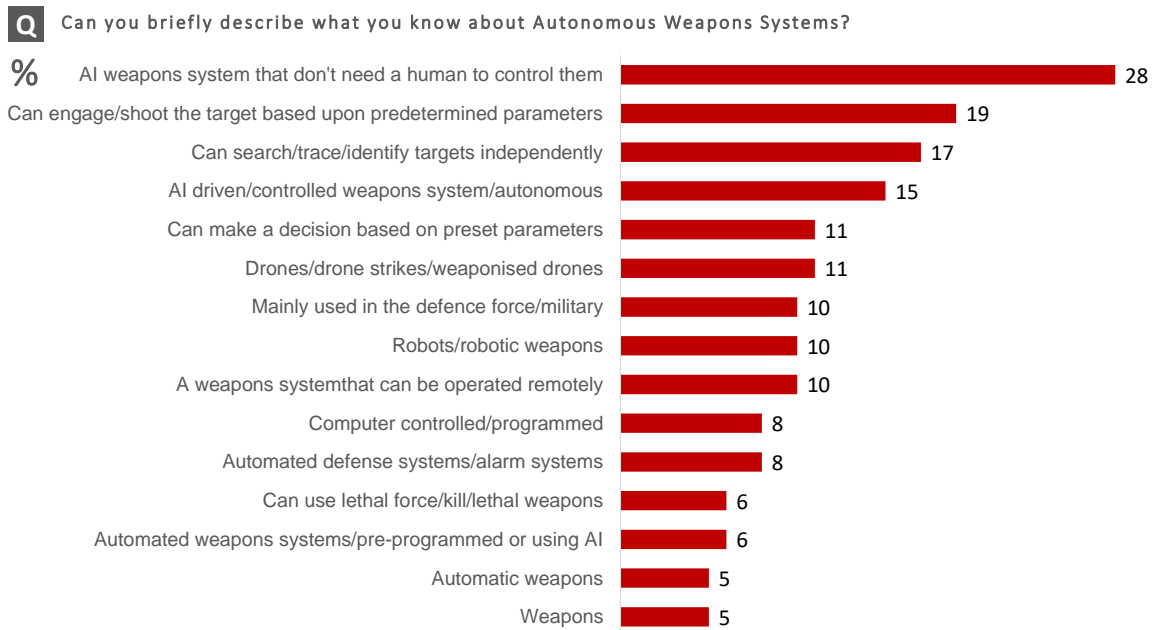 Q Can you briefly describe what you know about Autonomous Weapons Systems?
%
AI weapons system that don't need a human to control them 28
Can engage/shoot the target based upon predetermined parameters 19
Can search/trace/identify targets independently 17
AI driven/controlled weapons system/autonomous 15
Can make a decision based on preset parameters 11
Drones/drone strikes/weaponised drones 11
Mainly used in the defence force/military 10
Robots/robotic weapons 10
A weapons systemthat can be operated remotely 10
Computer controlled/programmed 8
Automated defense systems/alarm systems 8
Can use lethal force/kill/lethal weapons 6
Automated weapons systems/pre-programmed or using AI 6
Automatic weapons 5
Weapons 5